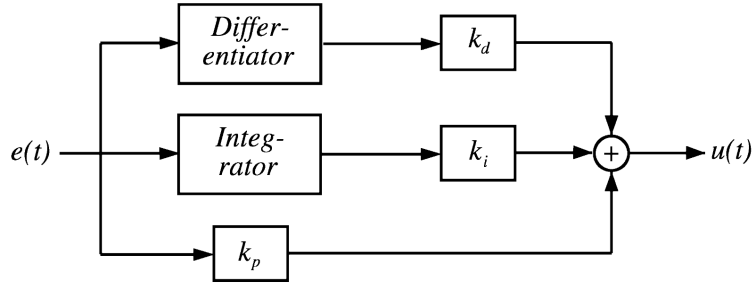 Differ-
entiator
k_d
e(t)
Integ-
rator
k_i
+
u(t)
k_p